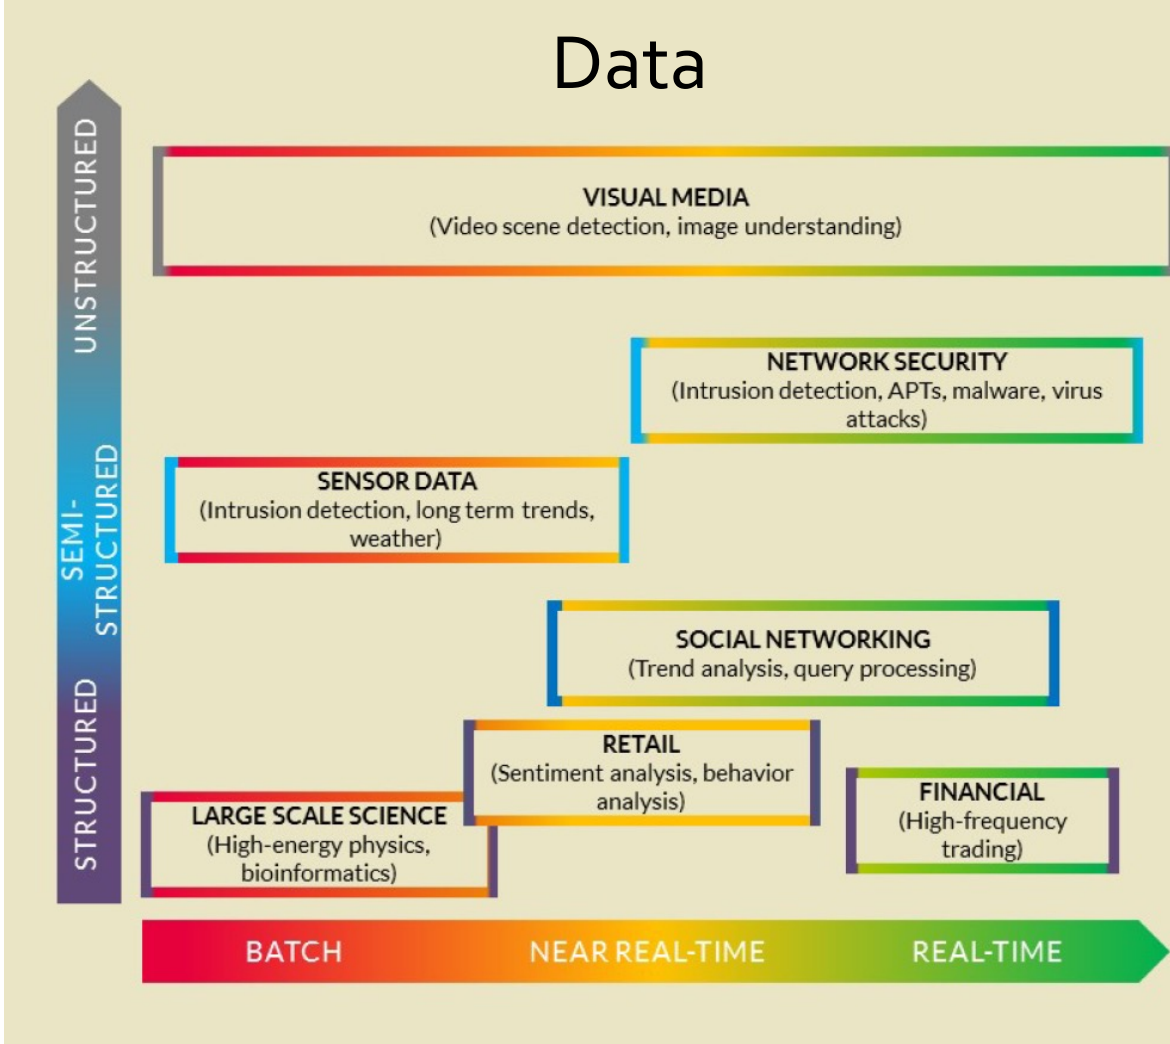 Data
UNSTRUCTURED
SEMI-
STRUCTURED
STRUCTURED
VISUAL MEDIA
(Video scene detection, image understanding)
NETWORK SECURITY
(Intrusion detection, APTs, malware, virus
attacks)
SENSOR DATA
(Intrusion detection, long term trends,
weather)
SOCIAL NETWORKING
(Trend analysis, query processing)
RETAIL
(Sentiment analysis, behavior
analysis)
FINANCIAL
(High-frequency
trading)
LARGE SCALE SCIENCE
(High-energy physics,
bioinformatics)
BATCH
NEAR REAL-TIME
REAL-TIME